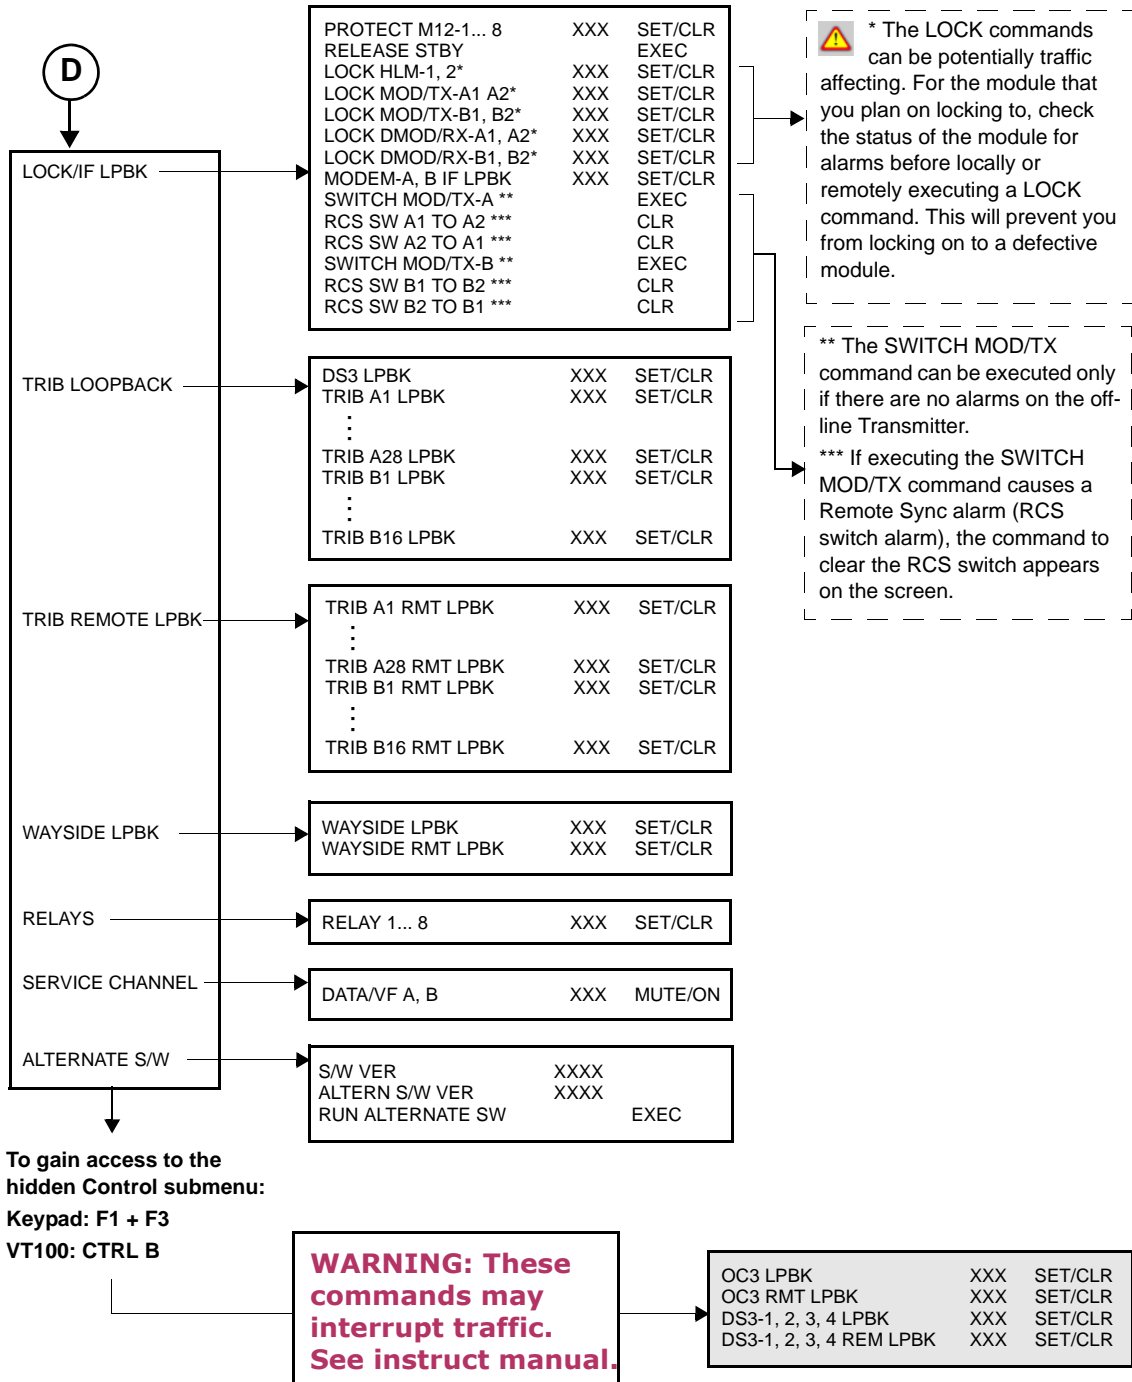 D
LOCK/IF LPBK
TRIB LOOPBACK
TRIB REMOTE LPBK
WAYSIDE LPBK
RELAYS
SERVICE CHANNEL
ALTERNATE S/W
PROTECT M12-1... 8 XXX SET/CLR
RELEASE STBY EXEC
LOCK HLM-1, 2* XXX SET/CLR
LOCK MOD/TX-A1 A2* XXX SET/CLR
LOCK MOD/TX-B1, B2* XXX SET/CLR
LOCK DMOD/RX-A1, A2* XXX SET/CLR
LOCK DMOD/RX-B1, B2* XXX SET/CLR
MODEM-A, B IF LPBK XXX SET/CLR
SWITCH MOD/TX-A ** EXEC
RCS SW A1 TO A2 *** CLR
RCS SW A2 TO A1 *** CLR
SWITCH MOD/TX-B ** EXEC
RCS SW B1 TO B2 *** CLR
RCS SW B2 TO B1 *** CLR
* The LOCK commands
can be potentially traffic
affecting. For the module that
you plan on locking to, check
the status of the module for
alarms before locally or
remotely executing a LOCK
command. This will prevent you
from locking on to a defective
module.
** The SWITCH MOD/TX
command can be executed only
if there are no alarms on the off-
line Transmitter.
*** If executing the SWITCH
MOD/TX command causes a
Remote Sync alarm (RCS
switch alarm), the command to
clear the RCS switch appears
on the screen.
DS3 LPBK XXX SET/CLR
TRIB A1 LPBK XXX SET/CLR
TRIB A28 LPBK XXX SET/CLR
TRIB B1 LPBK XXX SET/CLR
TRIB B16 LPBK XXX SET/CLR
TRIB A1 RMT LPBK XXX SET/CLR
TRIB A28 RMT LPBK XXX SET/CLR
TRIB B1 RMT LPBK XXX SET/CLR
TRIB B16 RMT LPBK XXX SET/CLR
WAYSIDE LPBK XXX SET/CLR
WAYSIDE RMT LPBK XXX SET/CLR
RELAY 1... 8 XXX SET/CLR
DATA/VF A, B XXX MUTE/ON
S/W VER XXXX
ALTERN S/W VER XXXX
RUN ALTERNATE SW EXEC
To gain access to the
hidden Control submenu:
Keypad: F1 + F3
VT100: CTRL B
WARNING: These
commands may
interrupt traffic.
See instruct manual.
OC3 LPBK XXX SET/CLR
OC3 RMT LPBK XXX SET/CLR
DS3-1, 2, 3, 4 LPBK XXX SET/CLR
DS3-1, 2, 3, 4 REM LPBK XXX SET/CLR